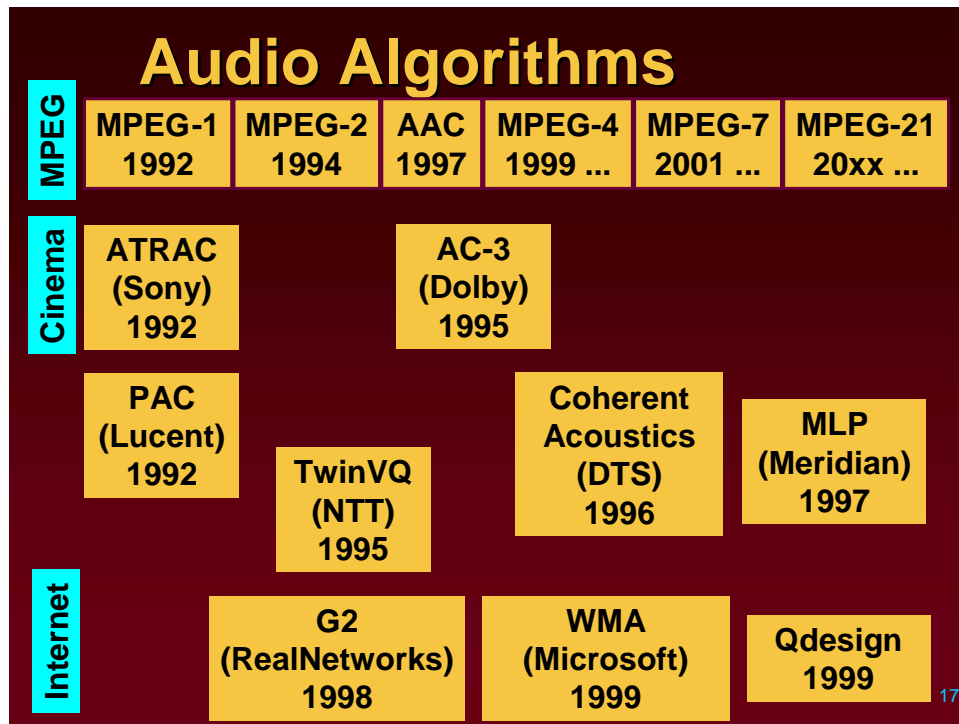 Audio Algorithms
MPEG
MPEG-1
1992
MPEG-2
1994
AAC
1997
MPEG-4
1999 ...
MPEG-7
2001 ...
MPEG-21
20xx ...
Cinema
ATRAC
(Sony)
1992
AC-3
(Dolby)
1995
PAC
(Lucent)
1992
TwinVQ
(NTT)
1995
Coherent
Acoustics
(DTS)
1996
MLP
(Meridian)
1997
Internet
G2
(RealNetworks)
1998
WMA
(Microsoft)
1999
Qdesign
1999
17